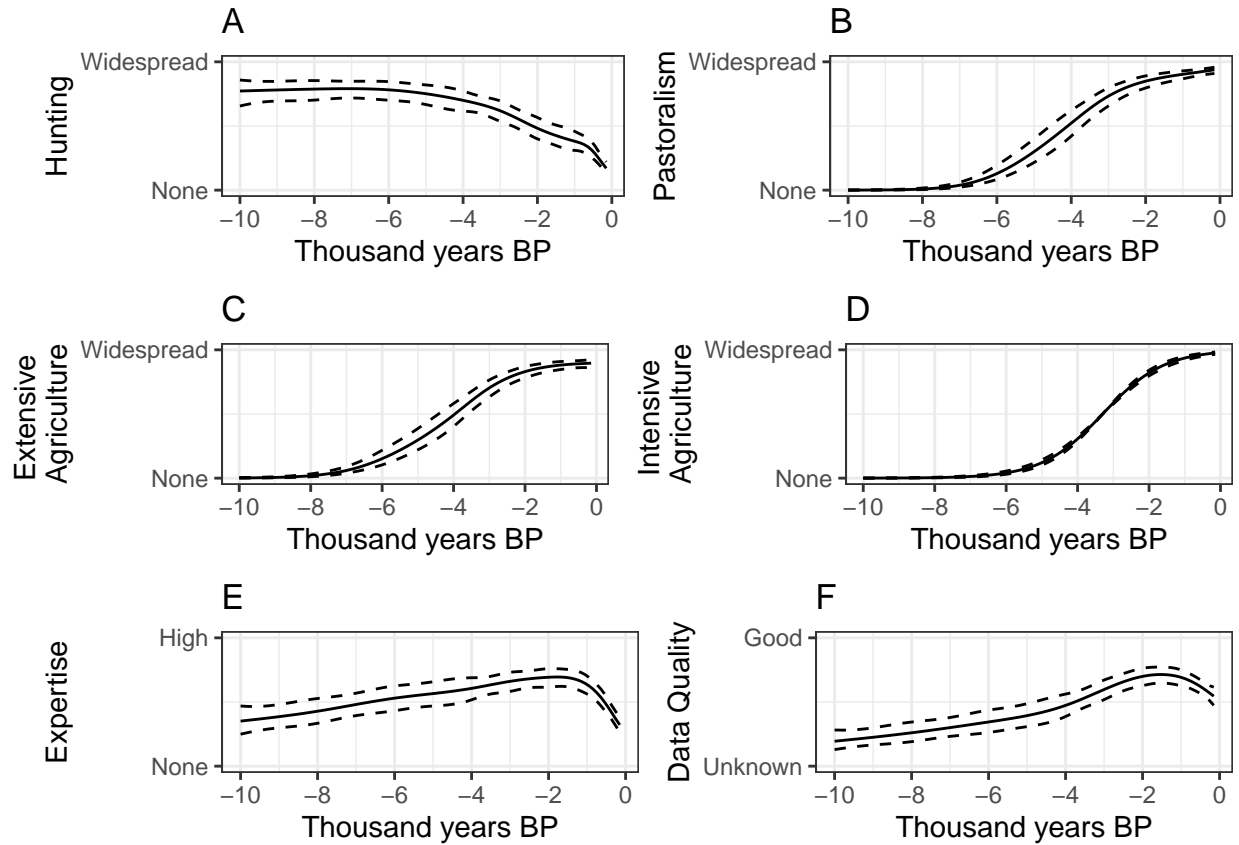 A
Hunting
Widespread
None
−10 −8 −6 −4 −2 0
Thousand years BP
B
Pastoralism
Widespread
None
−10 −8 −6 −4 −2 0
Thousand years BP
C
Extensive
Agriculture
Widespread
None
−10 −8 −6 −4 −2 0
Thousand years BP
D
Intensive
Agriculture
Widespread
None
−10 −8 −6 −4 −2 0
Thousand years BP
E
Expertise
High
None
−10 −8 −6 −4 −2 0
Thousand years BP
F
Data Quality
Good
Unknown
−10 −8 −6 −4 −2 0
Thousand years BP